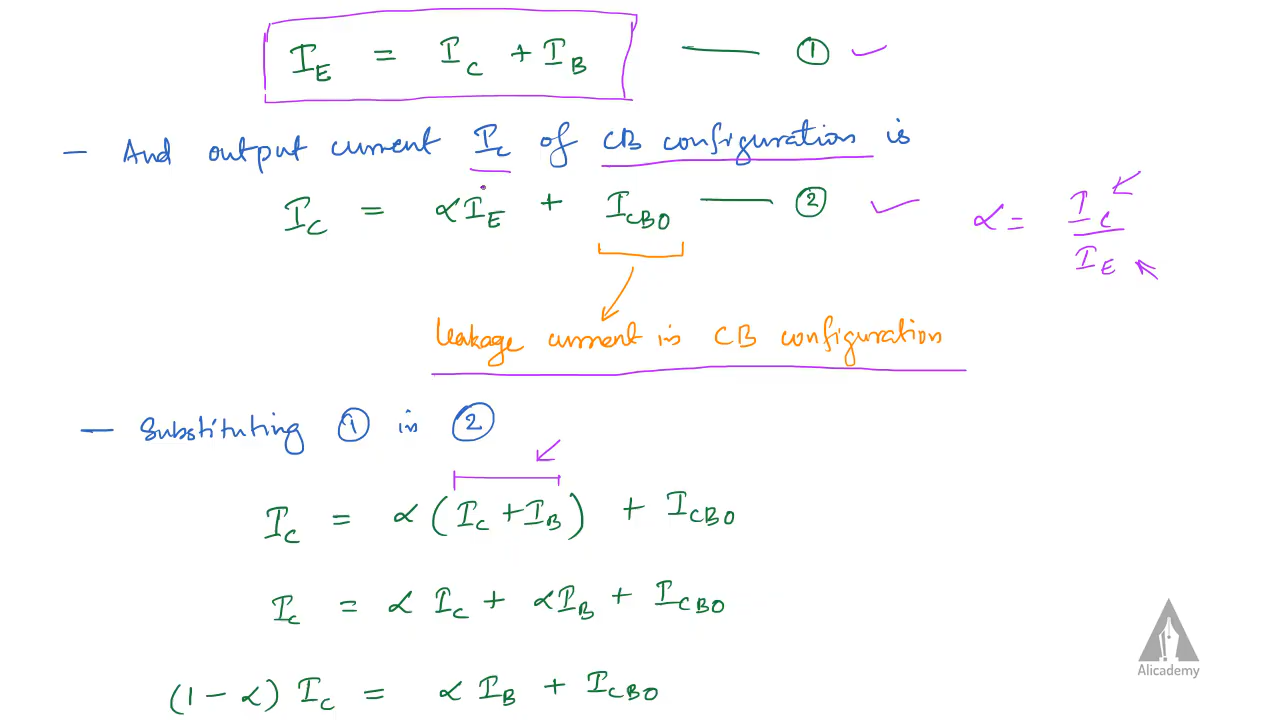 I_E = I_C + I_B —— ①
– And output current I_C of CB configuration is
I_C = αI_E + I_CBO —— ②
α = I_C / I_E
leakage current is CB configuration
– Substituting ① in ②
I_C = α (I_C + I_B) + I_CBO
I_C = α I_C + αI_B + I_CBO
(1 - α) I_C = α I_B + I_CBO
Alicademy